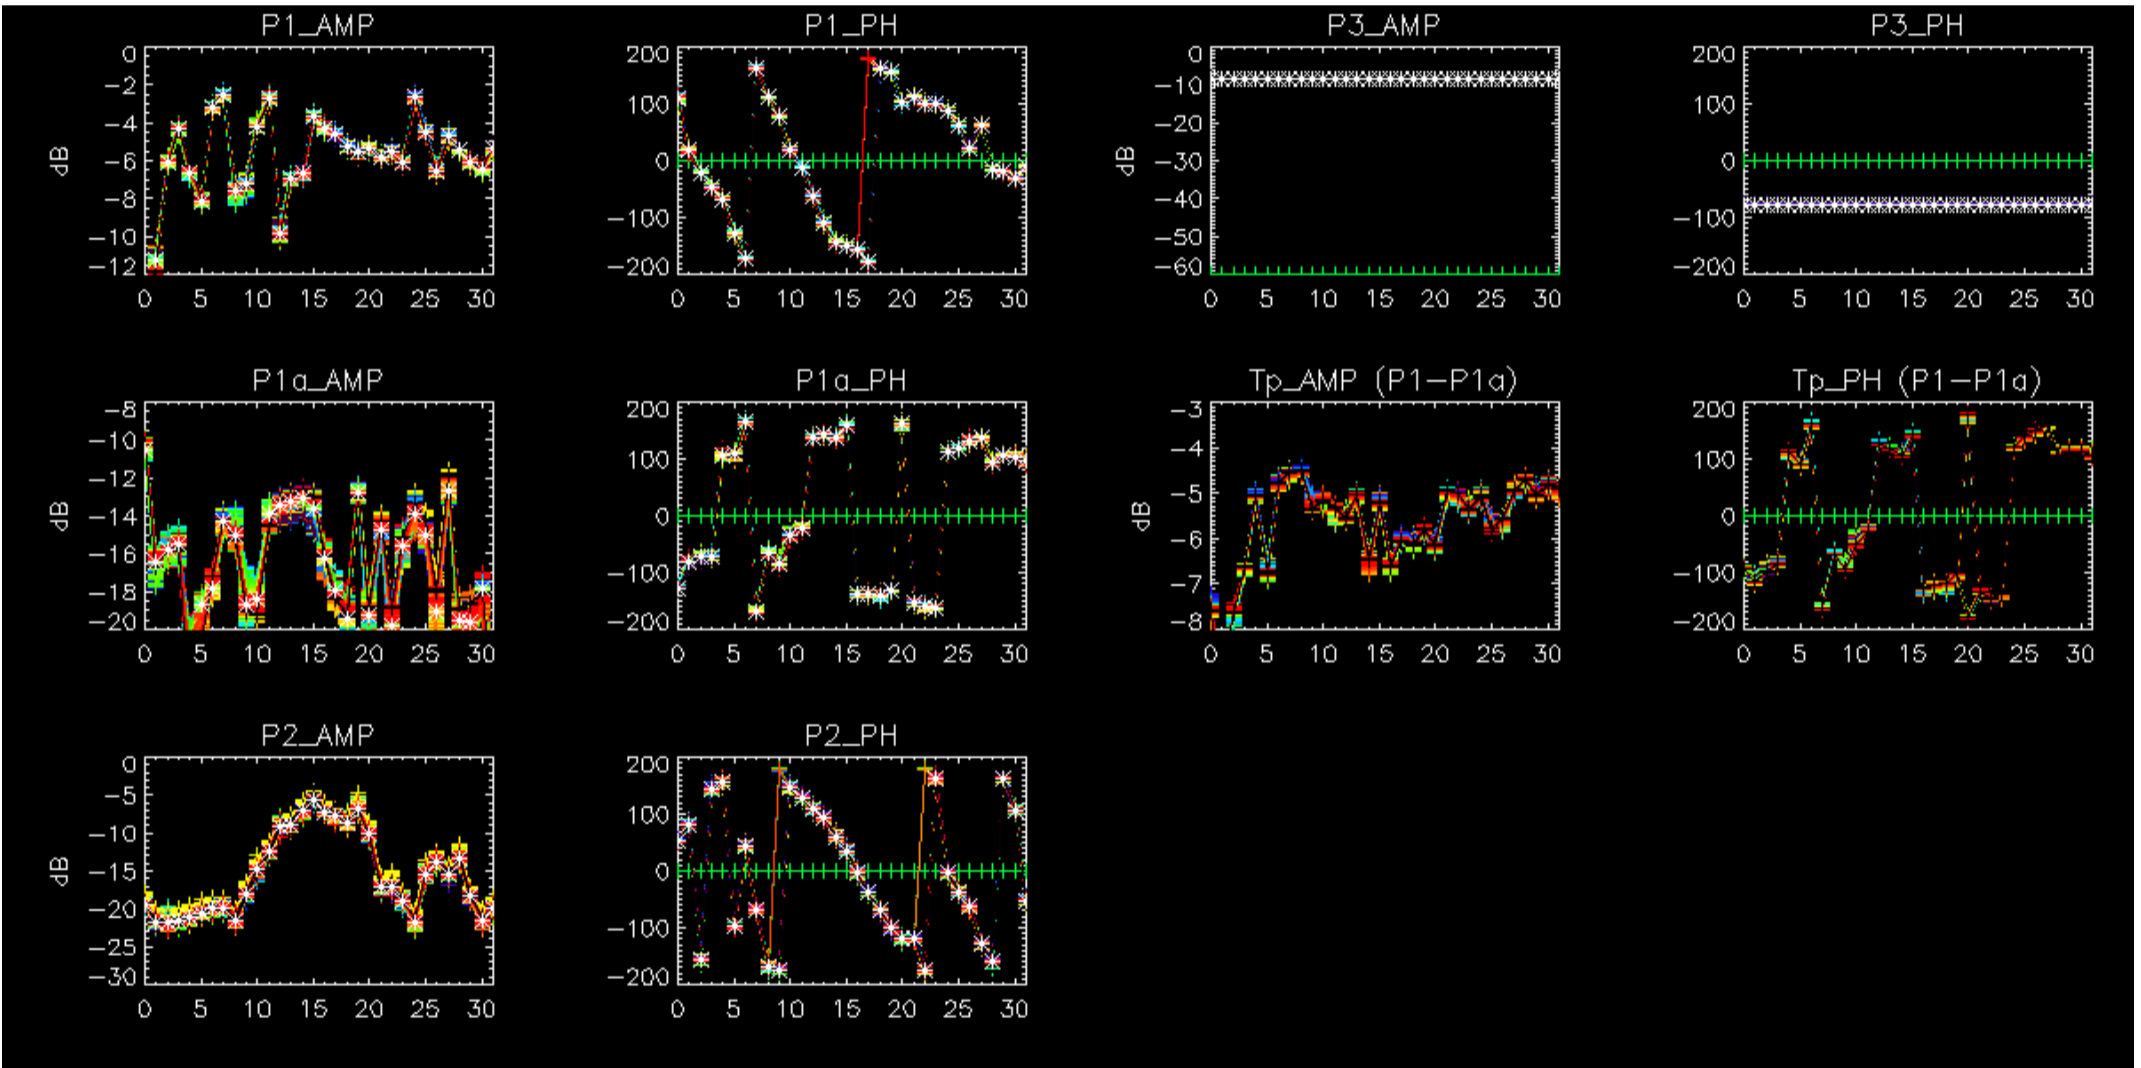 P1_AMP
P1_PH
P3_AMP
P3_PH
0
-2
-4
-6
-8
-10
-12
dB
0 5 10 15 20 25 30
200
100
0
-100
-200
0 5 10 15 20 25 30
0
-10
-20
-30
-40
-50
-60
dB
0 5 10 15 20 25 30
200
100
0
-100
-200
0 5 10 15 20 25 30
P1a_AMP
P1a_PH
Tp_AMP (P1-P1a)
Tp_PH (P1-P1a)
-8
-10
-12
-14
-16
-18
-20
dB
0 5 10 15 20 25 30
200
100
0
-100
-200
0 5 10 15 20 25 30
-3
-4
-5
-6
-7
-8
dB
0 5 10 15 20 25 30
200
100
0
-100
-200
0 5 10 15 20 25 30
P2_AMP
P2_PH
0
-5
-10
-15
-20
-25
-30
dB
0 5 10 15 20 25 30
200
100
0
-100
-200
0 5 10 15 20 25 30